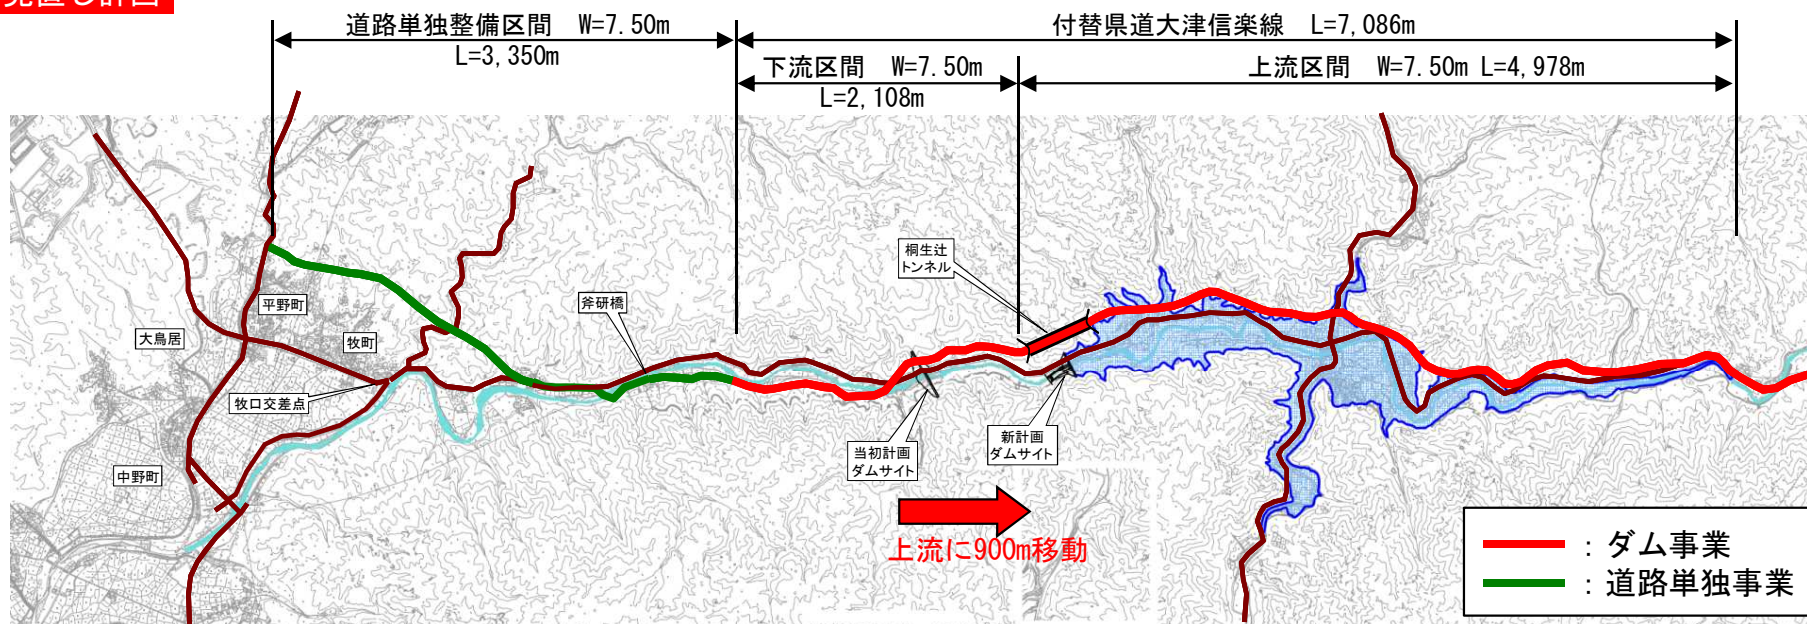 見直し計画
道路単独整備区間　W=7.50m
L=3,350m
付替県道大津信楽線　L=7,086m
下流区間　W=7.50m
L=2,108m
上流区間　W=7.50m L=4,978m
桐生辻
トンネル
斧研橋
平野町
大鳥居
牧町
牧口交差点
中野町
当初計画
ダムサイト
新計画
ダムサイト
上流に900m移動
：ダム事業
：道路単独事業